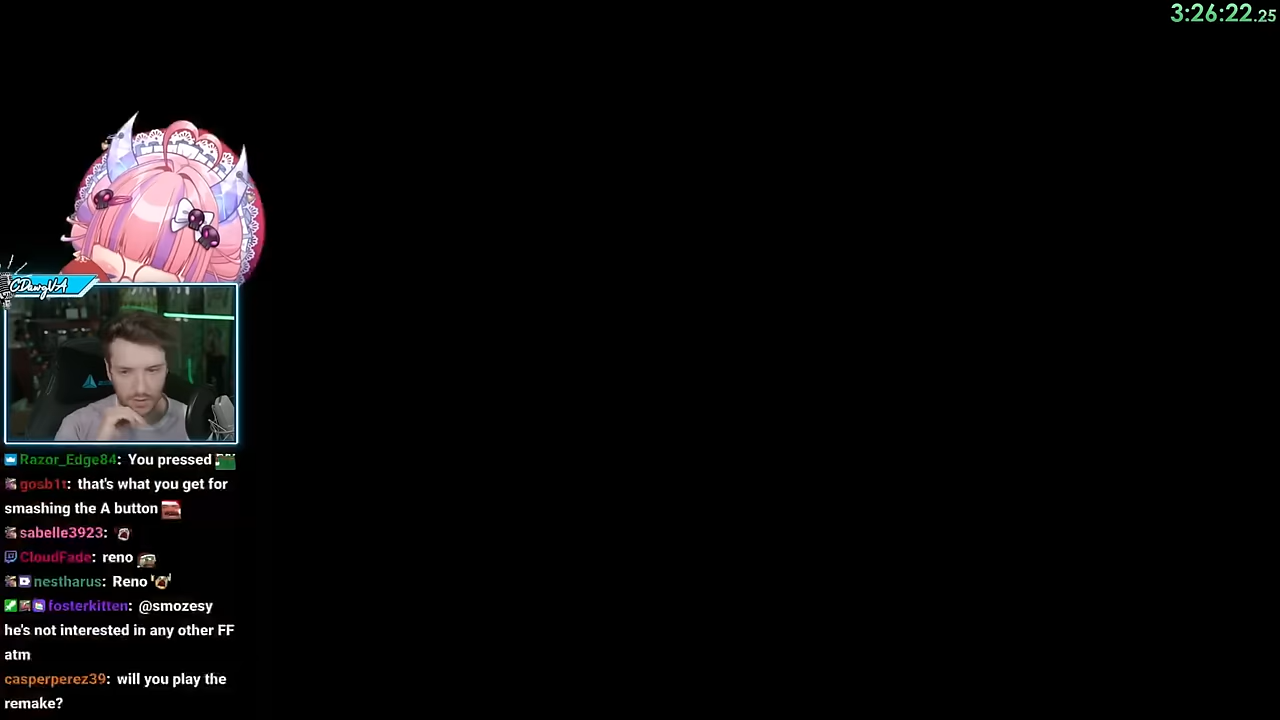 3:26:22.25
CDawgVA
Razor_Edge84: You pressed
gosb1t: that's what you get for
smashing the A button
sabelle3923:
CloudFade: reno
nestharus: Reno
fosterkitten: @smozesy
he's not interested in any other FF
atm
casperperez39: will you play the
remake?